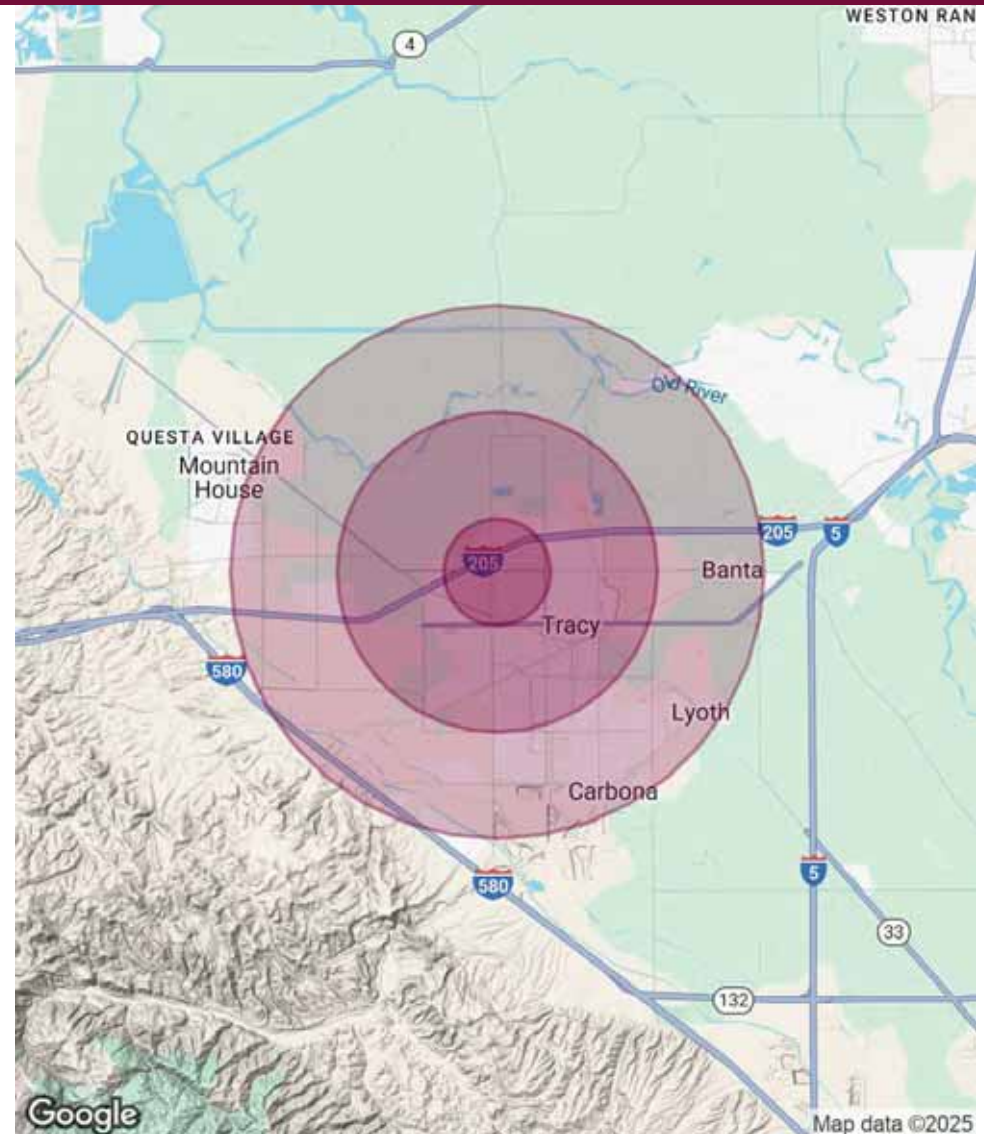 WESTON RAN
4
Old River
QUESTA VILLAGE
Mountain
House
205
5
205
Banta
Tracy
580
Lyoth
Carbona
5
580
33
132
Google
Map data ©2025